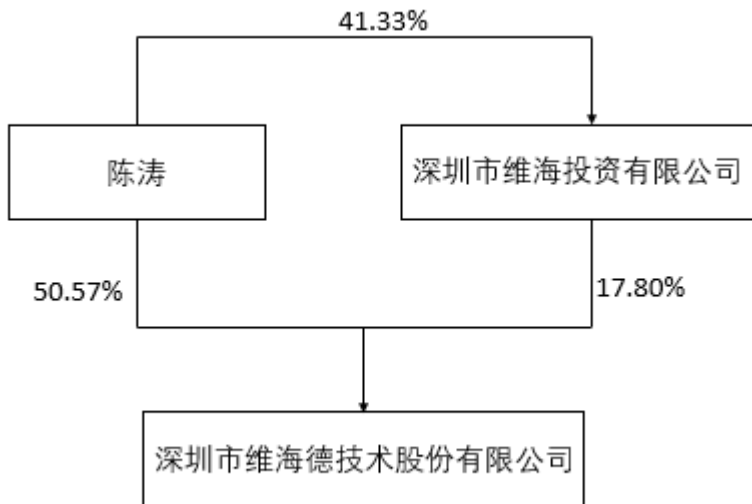 41.33%
陈涛
深圳市维海投资有限公司
50.57%
17.80%
深圳市维海德技术股份有限公司